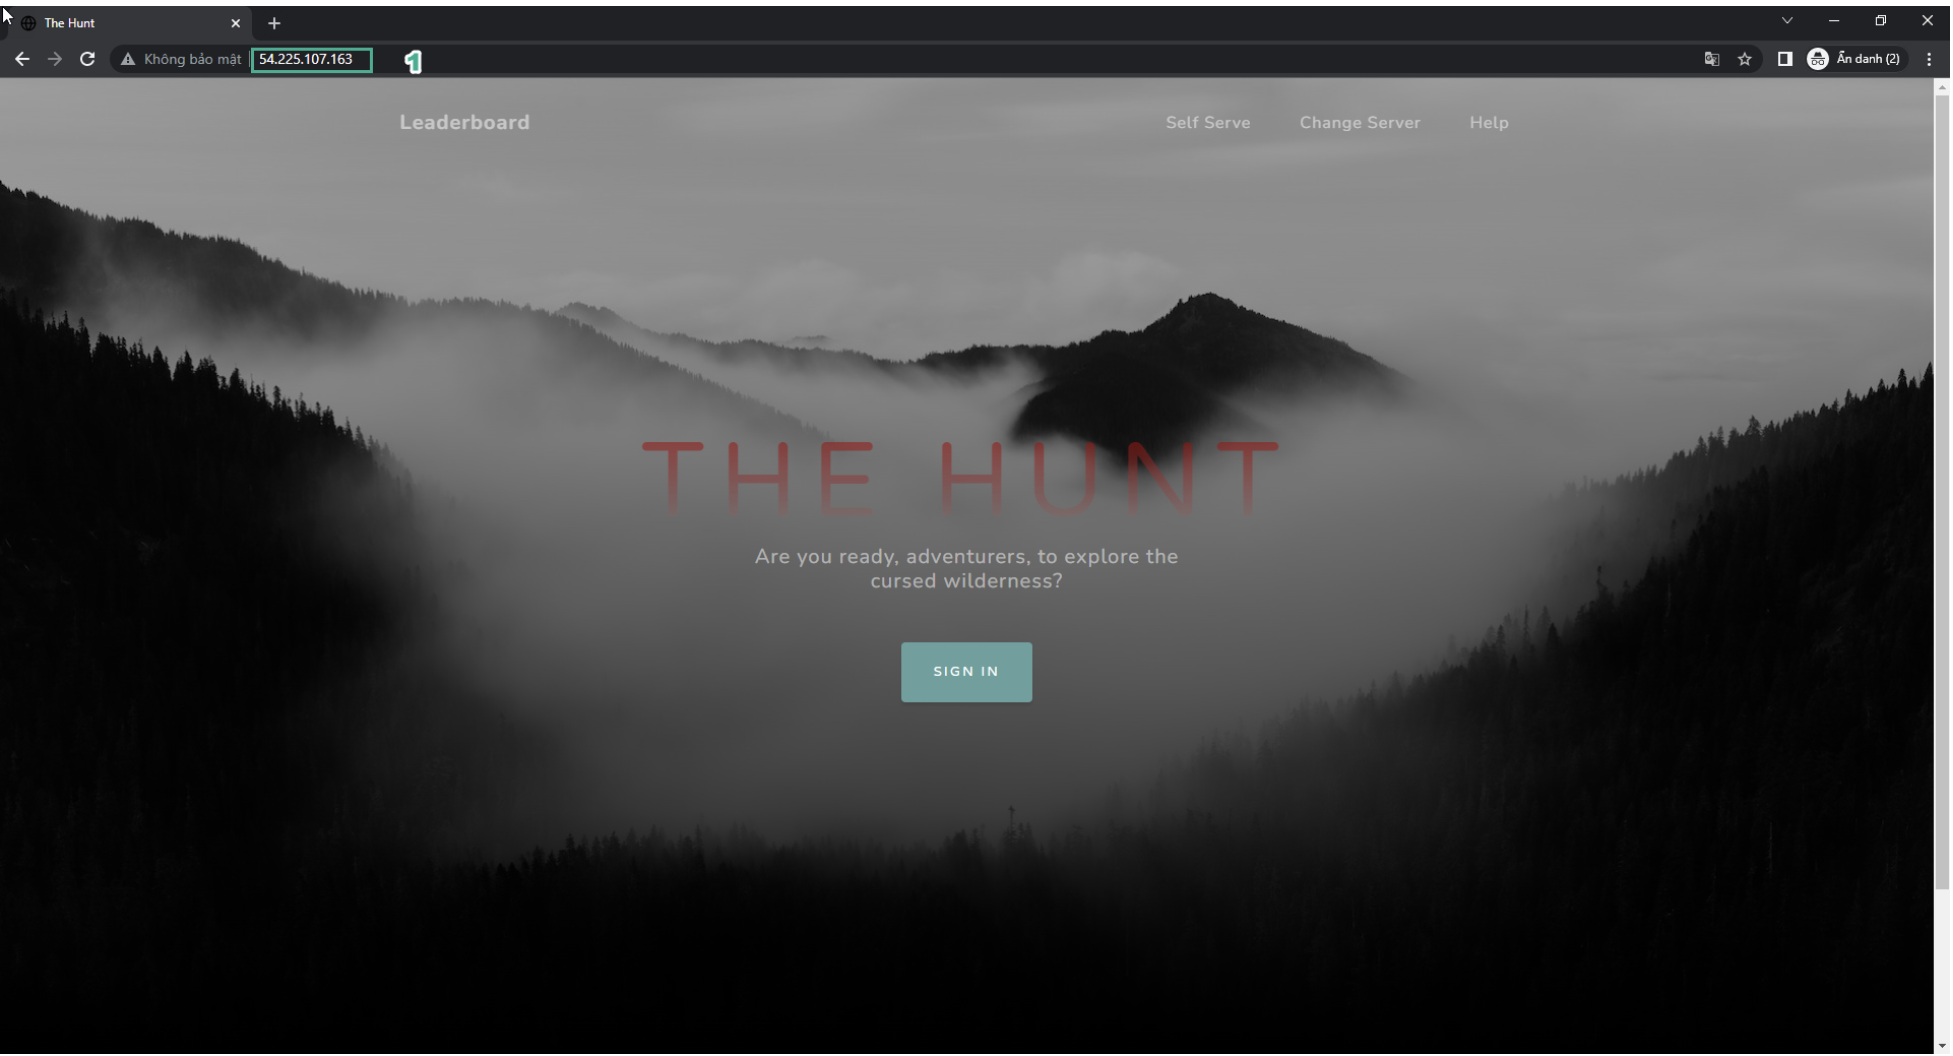 The Hunt
Không bảo mật
54.225.107.163
1
Ẩn danh (2)
Leaderboard
Self Serve
Change Server
Help
THE HUNT
Are you ready, adventurers, to explore the
cursed wilderness?
SIGN IN